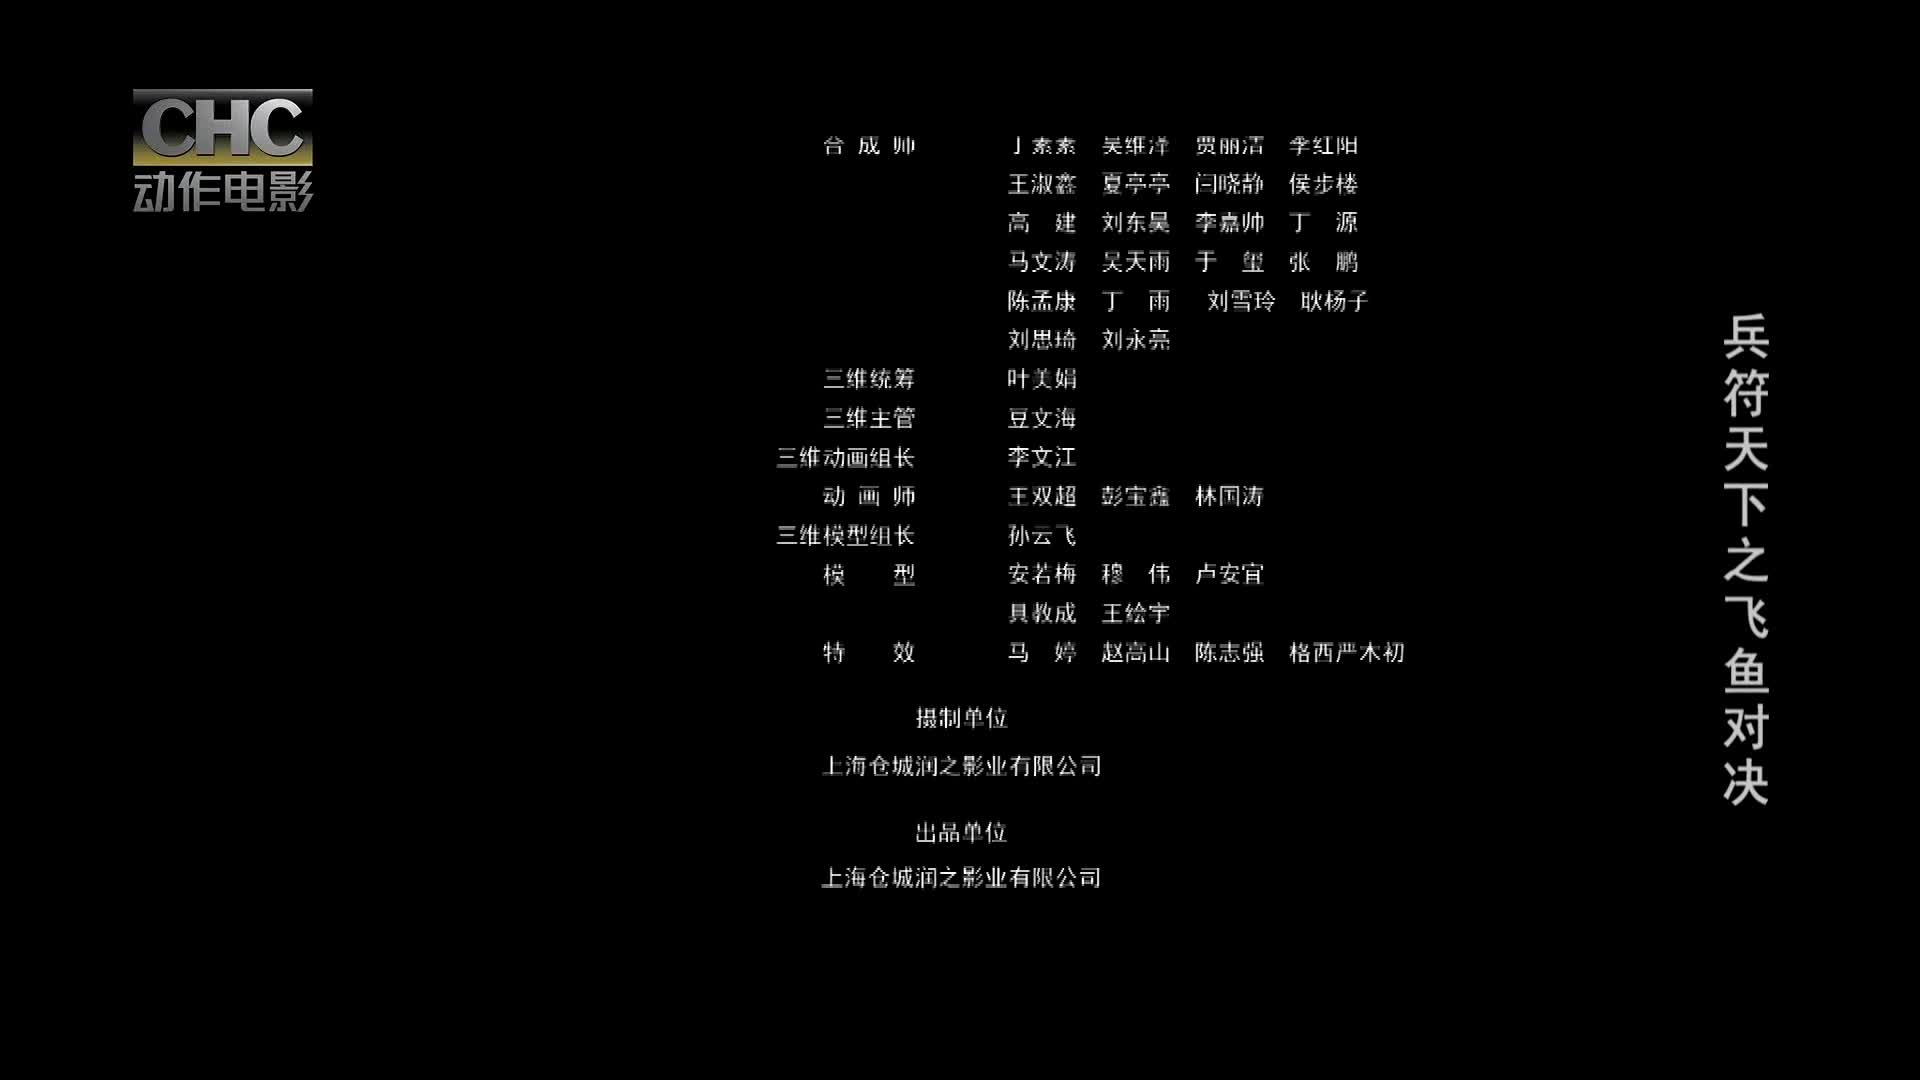 CHC
动作电影
合成师 丁素素 吴维泽 贾丽洁 季红阳
王淑鑫 夏亭亭 闫晓静 侯步楼
高 建 刘东昊 李嘉帅 丁 源
马文涛 吴天雨 于 玺 张 鹏
陈孟康 丁 雨 刘雪玲 耿杨子
刘思琦 刘永亮
三维统筹 叶美娟
三维主管 豆文海
三维动画组长 李文江
动画师 王双超 彭宝鑫 林国涛
三维模型组长 孙云飞
模 型 安若梅 穆 伟 卢安宜
具教成 王绘宇
特 效 马 婷 赵高山 陈志强 格西严木初
摄制单位
上海仓城润之影业有限公司
出品单位
上海仓城润之影业有限公司
兵符天下之飞鱼对决